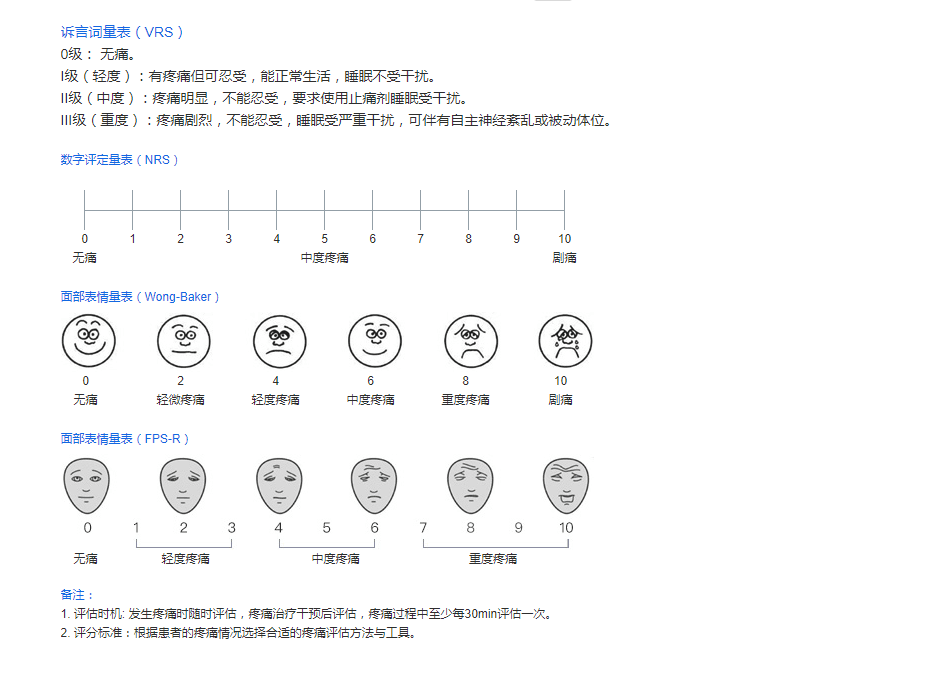 诉言词量表（VRS）
0级： 无痛。
I级（轻度）：有疼痛但可忍受，能正常生活，睡眠不受干扰。
II级（中度）：疼痛明显，不能忍受，要求使用止痛剂睡眠受干扰。
III级（重度）：疼痛剧烈，不能忍受，睡眠受严重干扰，可伴有自主神经紊乱或被动体位。
数字评定量表（NRS）
0 1 2 3 4 5 6 7 8 9 10
无痛 中度疼痛 剧痛
面部表情量表（Wong-Baker）
0 2 4 6 8 10
无痛 轻微疼痛 轻度疼痛 中度疼痛 重度疼痛 剧痛
面部表情量表（FPS-R）
0 1 2 3 4 5 6 7 8 9 10
无痛 轻度疼痛 中度疼痛 重度疼痛
备注：
1. 评估时机: 发生疼痛时随时评估，疼痛治疗干预后评估，疼痛过程中至少每30min评估一次。
2. 评分标准：根据患者的疼痛情况选择合适的疼痛评估方法与工具。